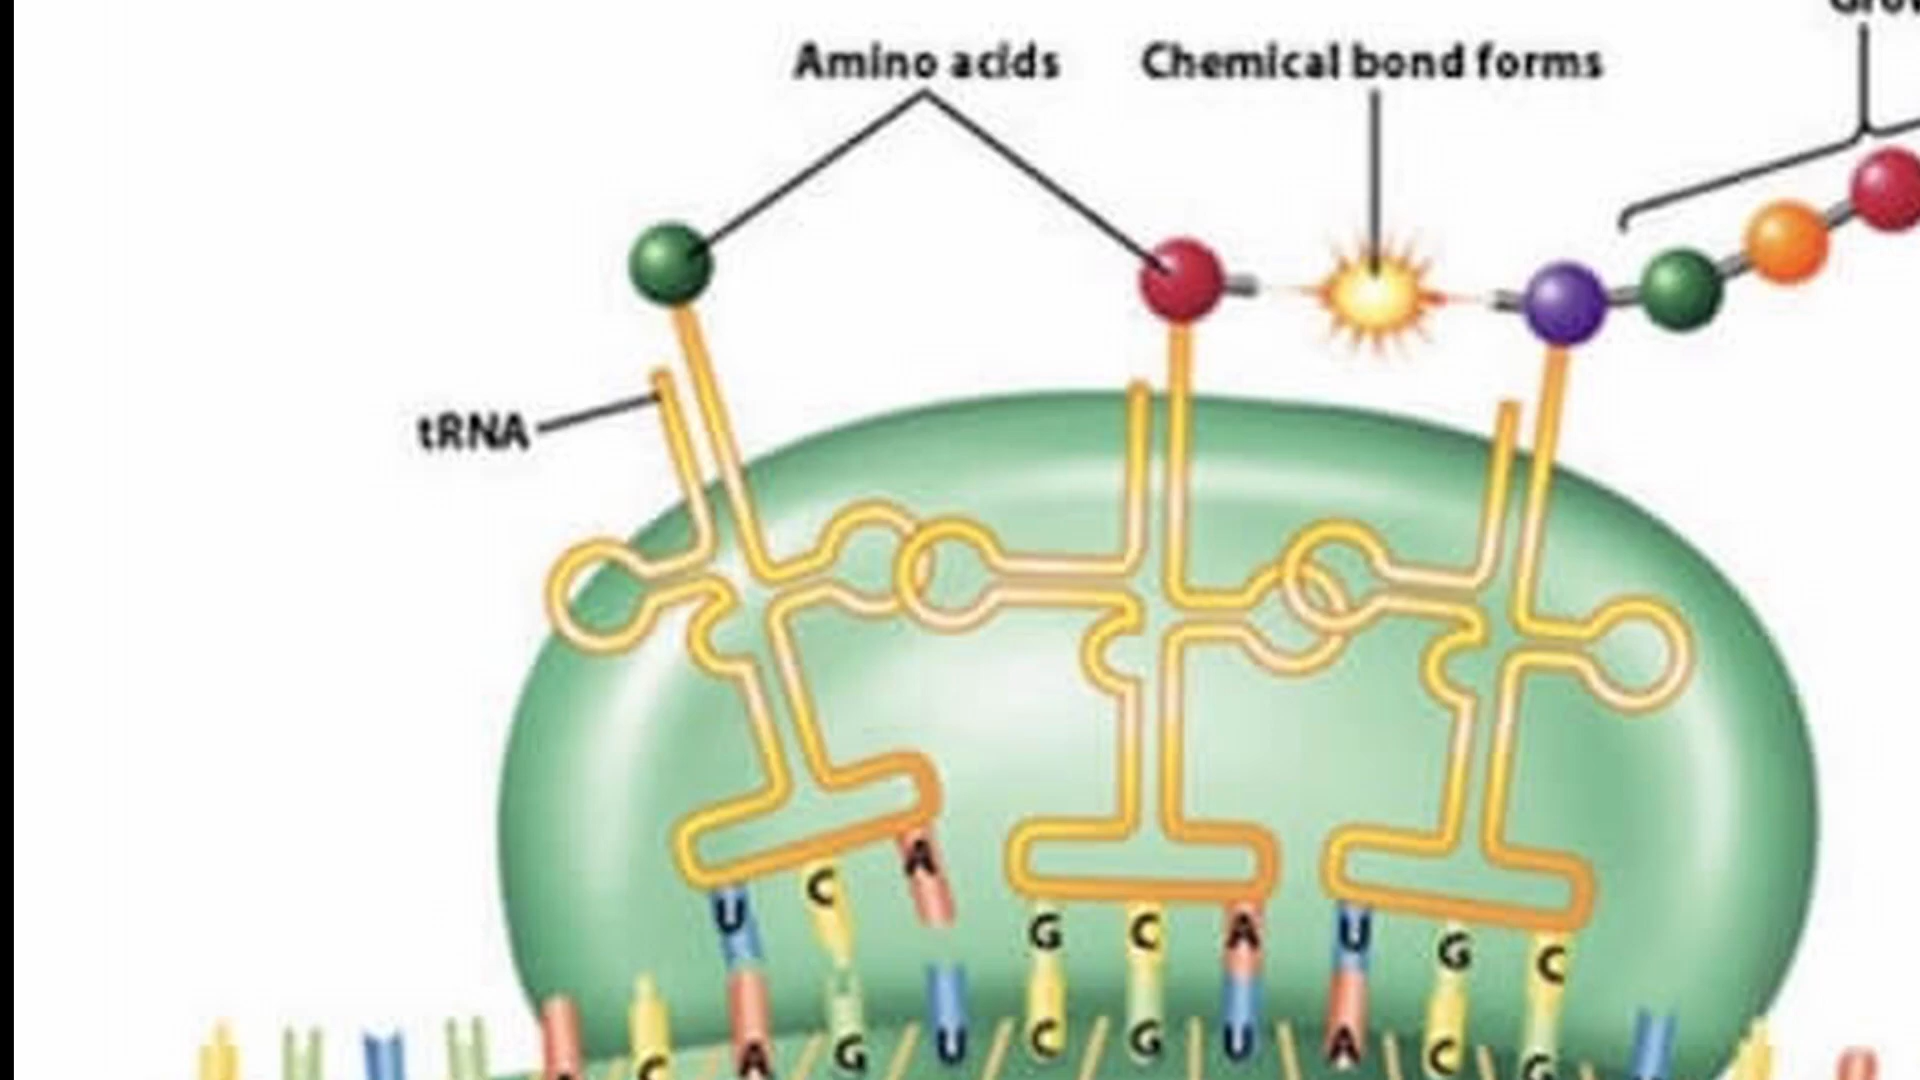 Amino acids
Chemical bond forms
tRNA
U C A G C A U G C
C A G U C G U A C G